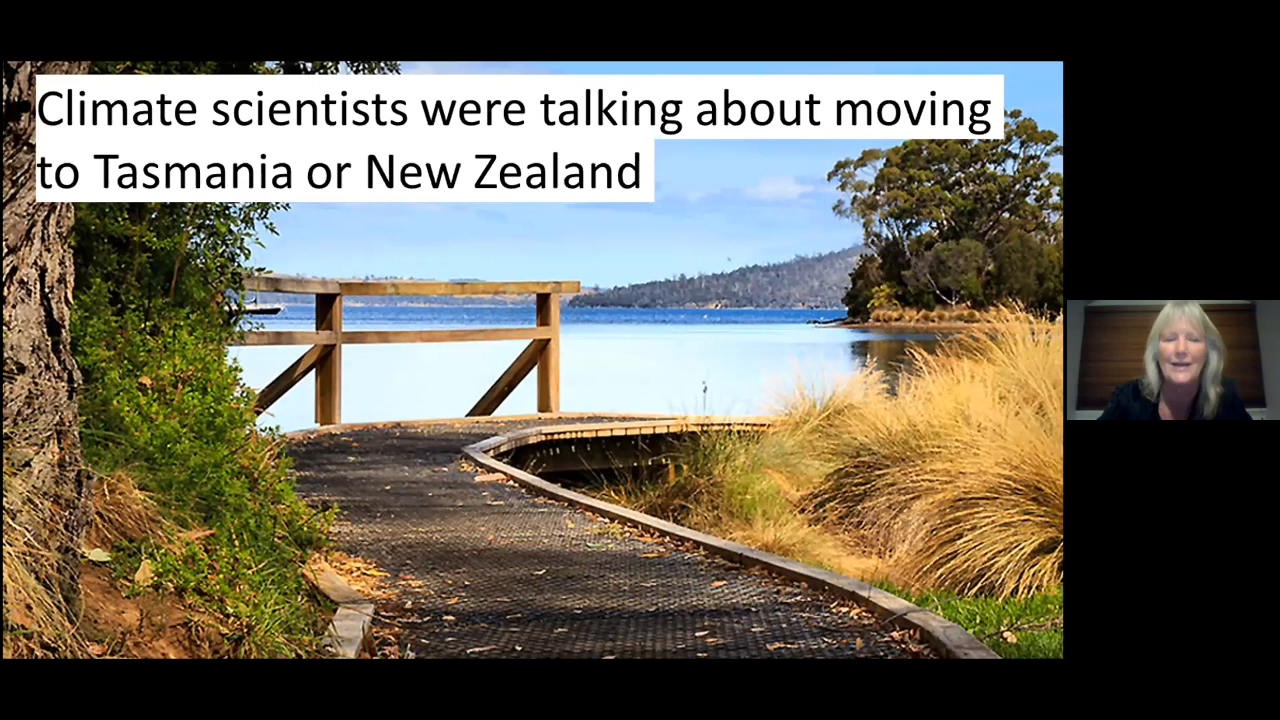 Climate scientists were talking about moving
to Tasmania or New Zealand